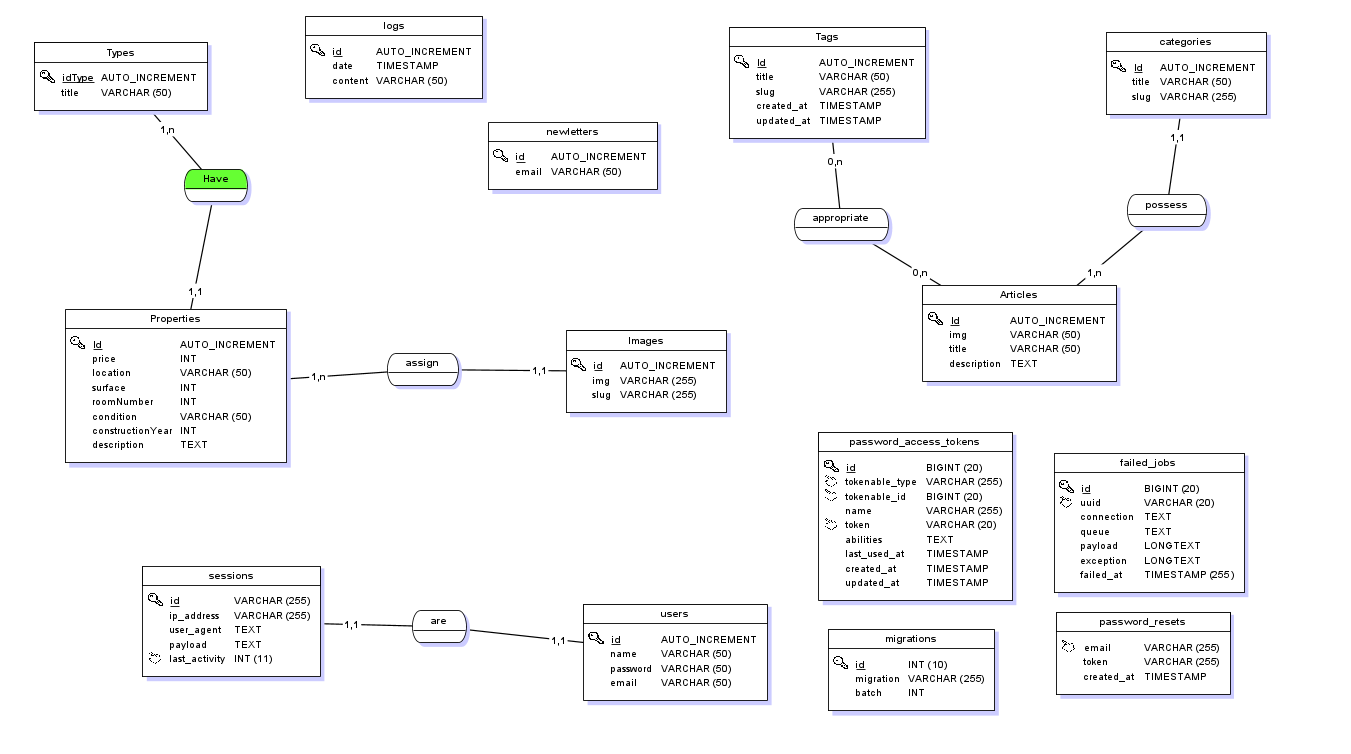 Types
idType AUTO_INCREMENT
title VARCHAR (50)
1,n
Have
1,1
logs
id AUTO_INCREMENT
date TIMESTAMP
content VARCHAR (50)
newletters
id AUTO_INCREMENT
email VARCHAR (50)
Tags
Id AUTO_INCREMENT
title VARCHAR (50)
slug VARCHAR (255)
created_at TIMESTAMP
updated_at TIMESTAMP
0,n
appropriate
0,n
categories
Id AUTO_INCREMENT
title VARCHAR (50)
slug VARCHAR (255)
1,1
possess
1,n
Articles
Id AUTO_INCREMENT
img VARCHAR (50)
title VARCHAR (50)
description TEXT
Properties
Id AUTO_INCREMENT
price INT
location VARCHAR (50)
surface INT
roomNumber INT
condition VARCHAR (50)
constructionYear INT
description TEXT
1,n
assign
1,1
Images
id AUTO_INCREMENT
img VARCHAR (255)
slug VARCHAR (255)
password_access_tokens
id BIGINT (20)
tokenable_type VARCHAR (255)
tokenable_id BIGINT (20)
name VARCHAR (255)
token VARCHAR (20)
abilities TEXT
last_used_at TIMESTAMP
created_at TIMESTAMP
updated_at TIMESTAMP
failed_jobs
id BIGINT (20)
uuid VARCHAR (20)
connection TEXT
queue TEXT
payload LONGTEXT
exception LONGTEXT
failed_at TIMESTAMP (255)
sessions
id VARCHAR (255)
ip_address VARCHAR (255)
user_agent TEXT
payload TEXT
last_activity INT (11)
1,1
are
1,1
users
id AUTO_INCREMENT
name VARCHAR (50)
password VARCHAR (50)
email VARCHAR (50)
migrations
id INT (10)
migration VARCHAR (255)
batch INT
password_resets
email VARCHAR (255)
token VARCHAR (255)
created_at TIMESTAMP